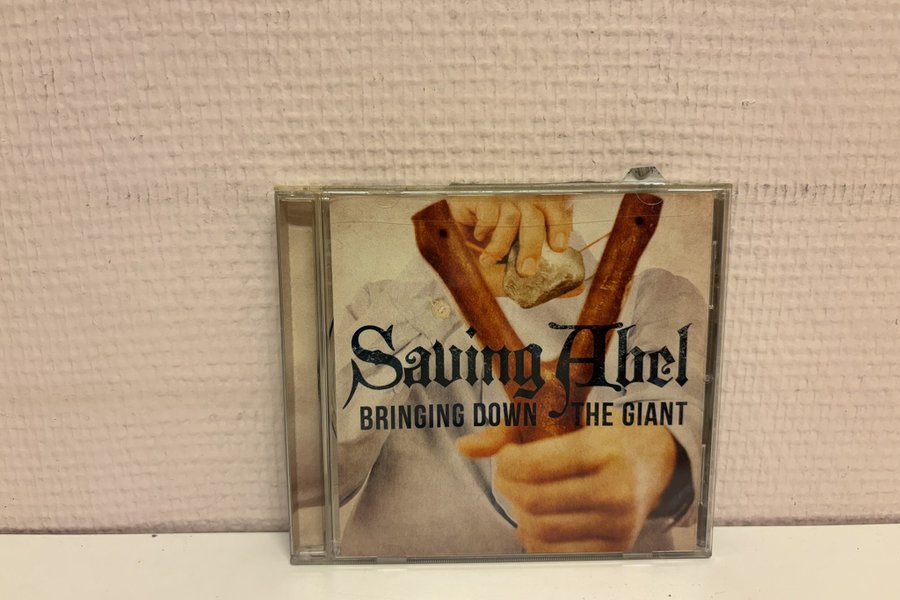 Saving Abel
BRINGING DOWN THE GIANT